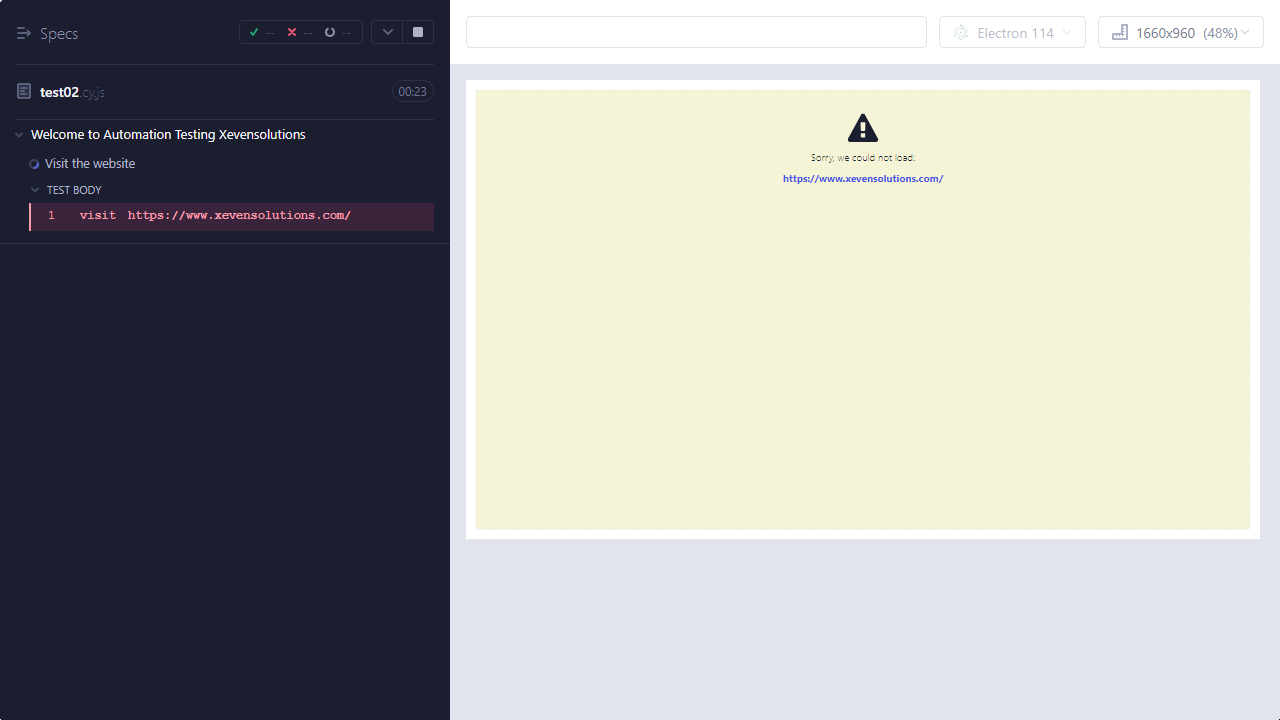 Specs
--
--
--
Electron 114
1660x960 (48%)
test02.cy.js
00:23
Welcome to Automation Testing Xevensolutions
Visit the website
TEST BODY
1 visit https://www.xevensolutions.com/
Sorry, we could not load:
https://www.xevensolutions.com/